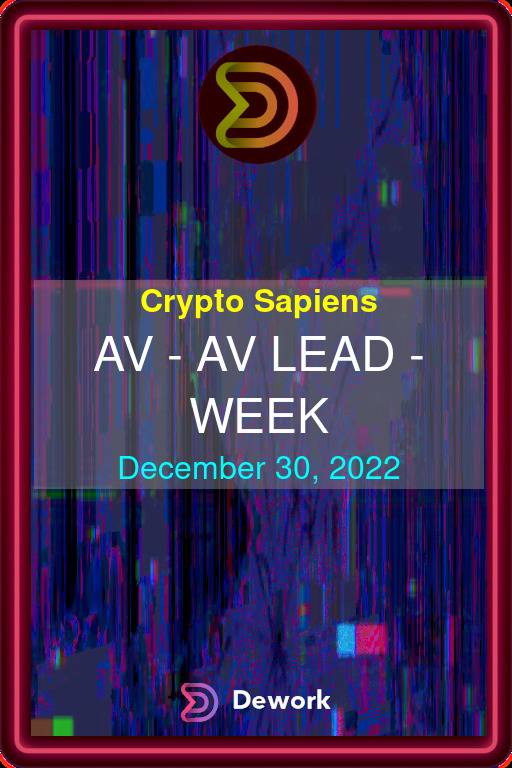 Crypto Sapiens
AV - AV LEAD -
WEEK
December 30, 2022
Dework